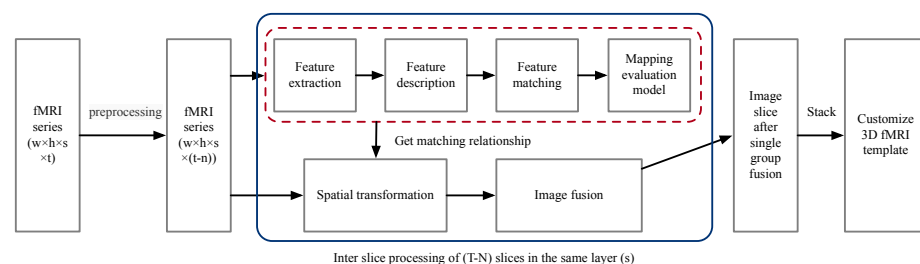 fMRI
series
(w×h×s
×t)
preprocessing
fMRI
series
(w×h×s
×(t-n))
Feature
extraction
Feature
description
Feature
matching
Mapping
evaluation
model
Get matching relationship
Spatial transformation
Image fusion
Image
slice
after
single
group
fusion
Stack
Customize
3D fMRI
template
Inter slice processing of (T-N) slices in the same layer (s)